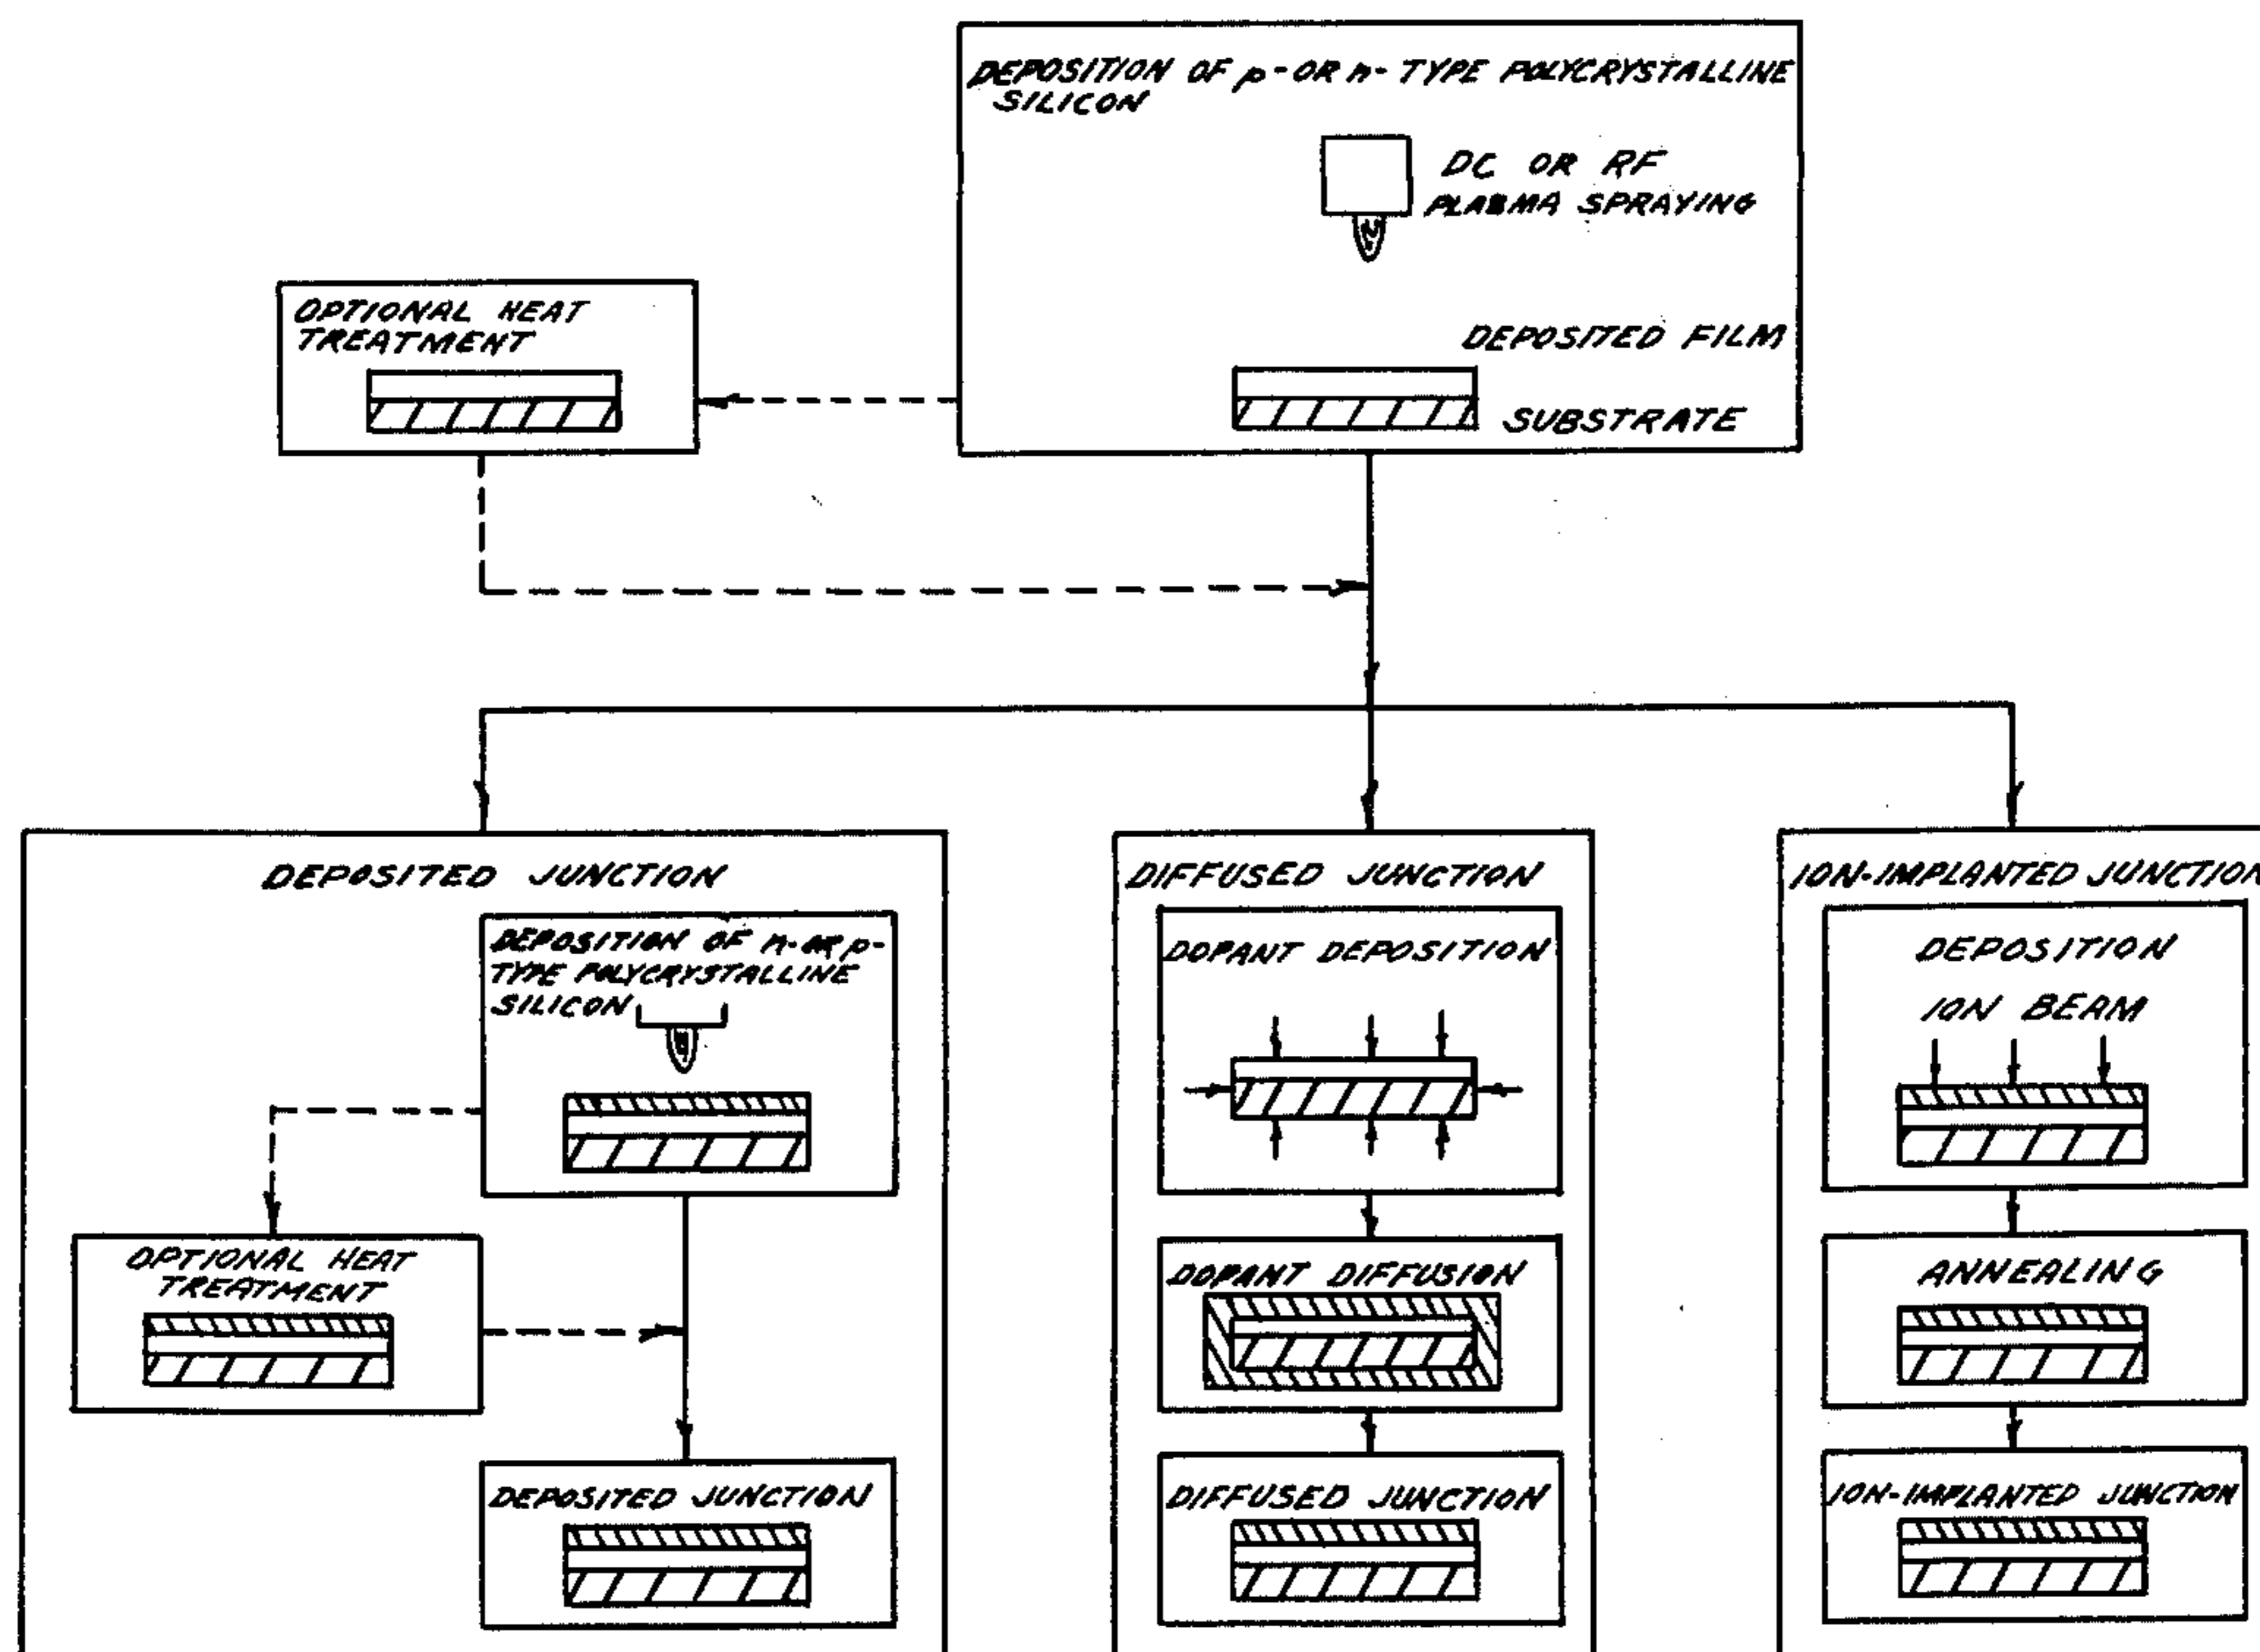 DEPOSITION OF p- OR n- TYPE POLYCRYSTALLINE
SILICON
DC OR RF
PLASMA SPRAYING
DEPOSITED FILM
SUBSTRATE
OPTIONAL HEAT
TREATMENT
DEPOSITED JUNCTION
DEPOSITION OF n- OR p-
TYPE POLYCRYSTALLINE
SILICON
OPTIONAL HEAT
TREATMENT
DEPOSITED JUNCTION
DIFFUSED JUNCTION
DOPANT DEPOSITION
DOPANT DIFFUSION
DIFFUSED JUNCTION
ION-IMPLANTED JUNCTION
DEPOSITION
ION BEAM
ANNEALING
ION-IMPLANTED JUNCTION